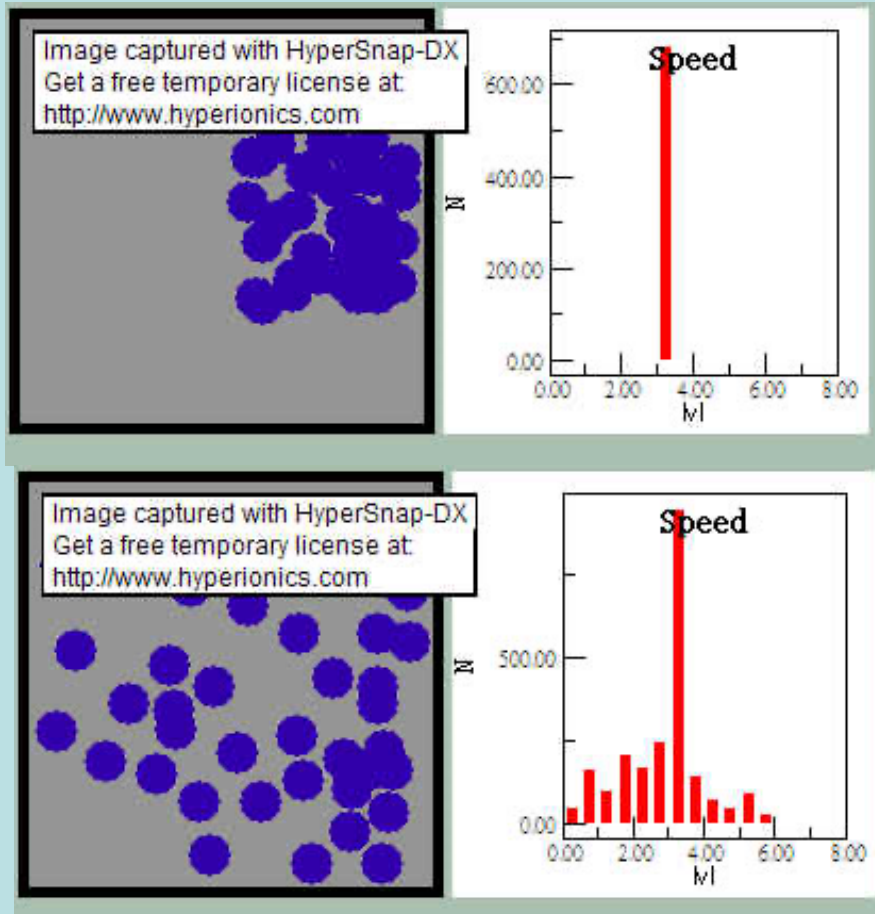 Image captured with HyperSnap-DX
Get a free temporary license at:
http://www.hyperionics.com
Speed
600.00
400.00
200.00
0.00
N
0.00 2.00 4.00 6.00 8.00
lvl
Image captured with HyperSnap-DX
Get a free temporary license at:
http://www.hyperionics.com
Speed
500.00
0.00
N
0.00 2.00 4.00 6.00 8.00
lvl